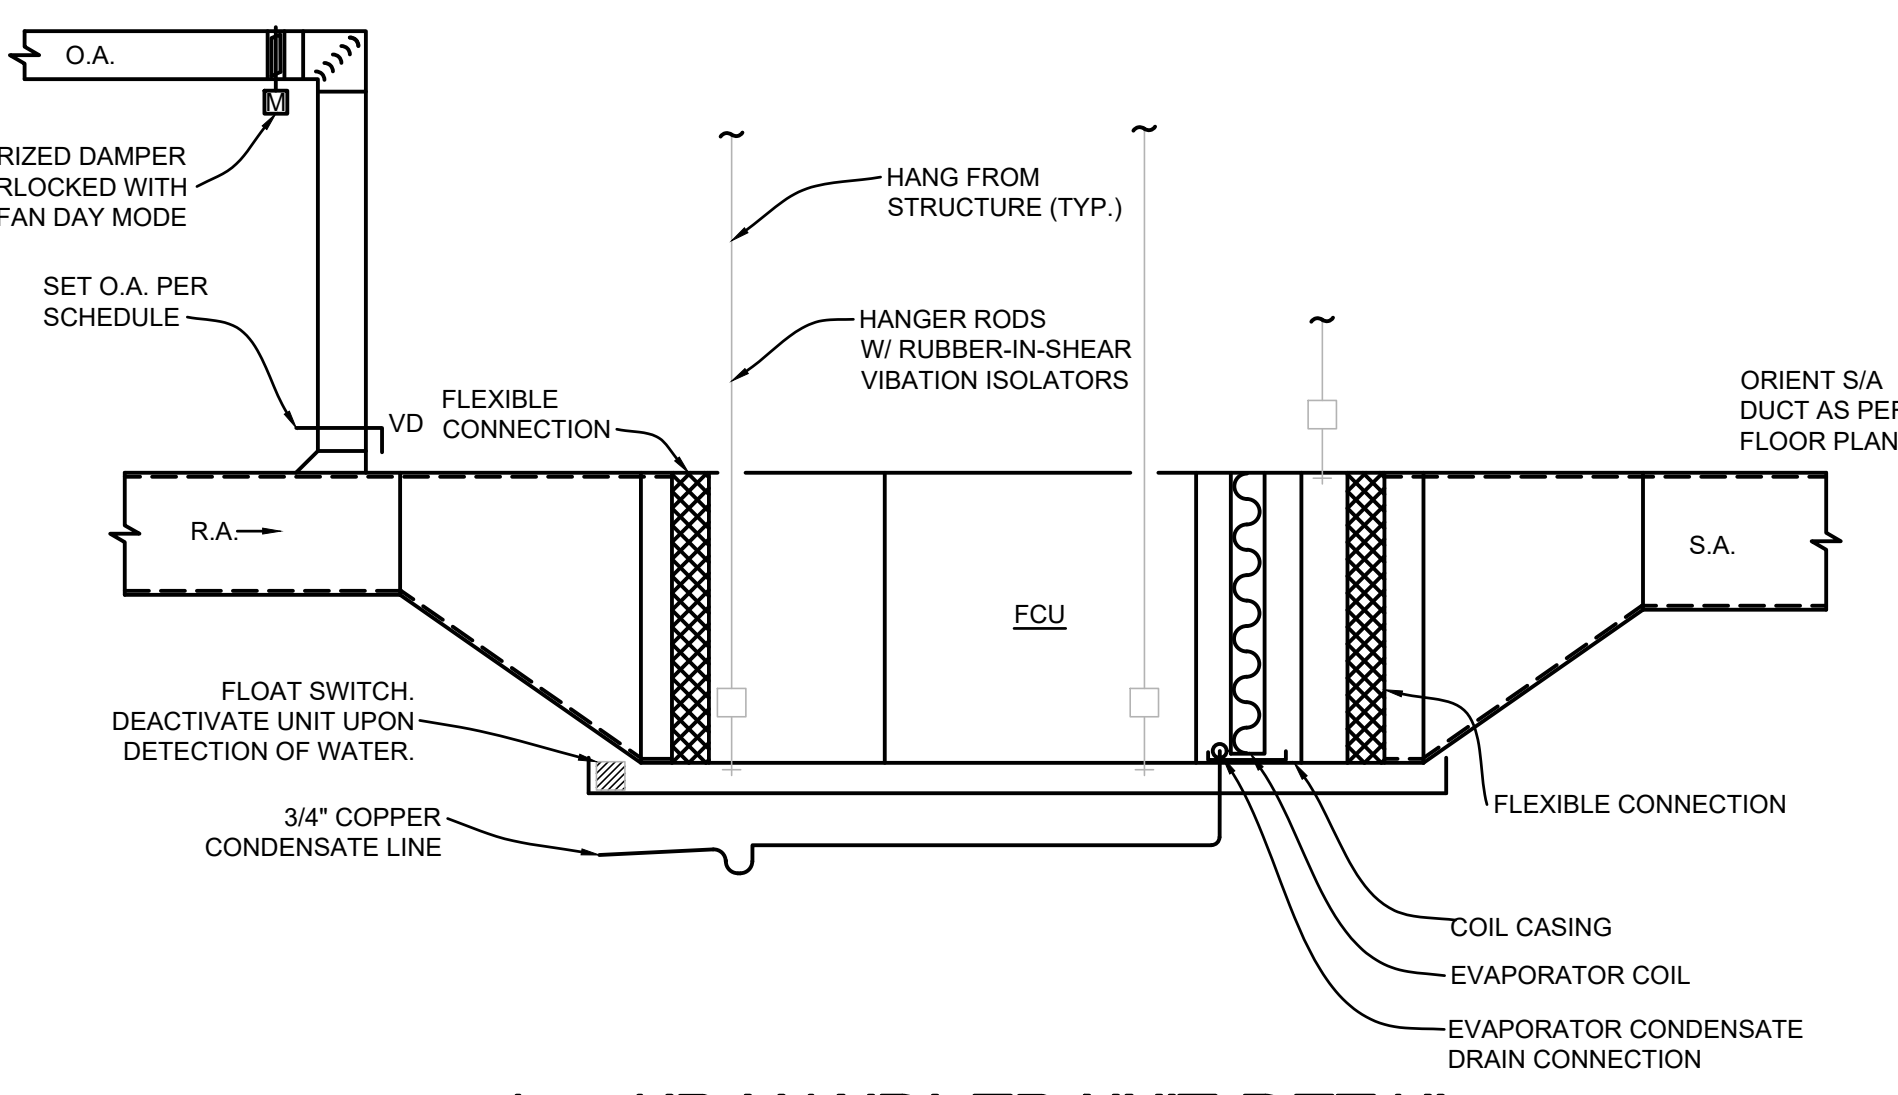 O.A.
M
RIZED DAMPER
RLOCKED WITH
FAN DAY MODE
HANG FROM
STRUCTURE (TYP.)
SET O.A. PER
SCHEDULE
HANGER RODS
W/ RUBBER-IN-SHEAR
VIBATION ISOLATORS
VD
FLEXIBLE
CONNECTION
ORIENT S/A
DUCT AS PER
FLOOR PLAN
R.A.
S.A.
FCU
FLOAT SWITCH.
DEACTIVATE UNIT UPON
DETECTION OF WATER.
3/4" COPPER
CONDENSATE LINE
FLEXIBLE CONNECTION
COIL CASING
EVAPORATOR COIL
EVAPORATOR CONDENSATE
DRAIN CONNECTION